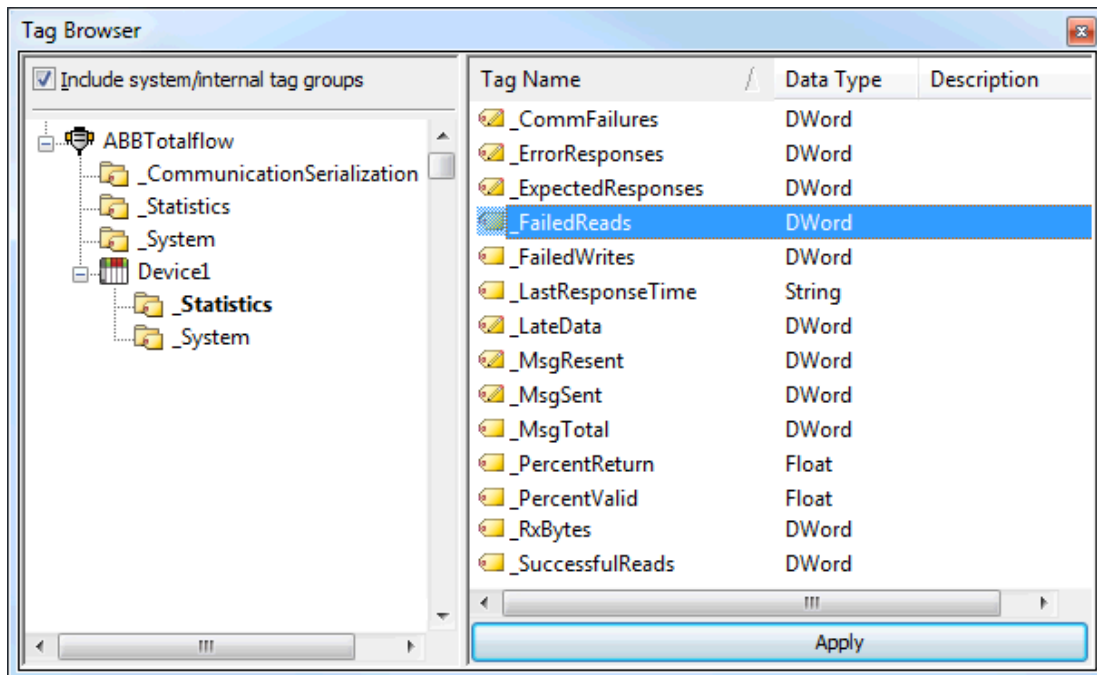 Tag Browser
Include system/internal tag groups
ABBTotalflow
_CommunicationSerialization
_Statistics
_System
Device1
_Statistics
_System
Tag Name Data Type Description
_CommFailures DWord
_ErrorResponses DWord
_ExpectedResponses DWord
_FailedReads DWord
_FailedWrites DWord
_LastResponseTime String
_LateData DWord
_MsgResent DWord
_MsgSent DWord
_MsgTotal DWord
_PercentReturn Float
_PercentValid Float
_RxBytes DWord
_SuccessfulReads DWord
Apply